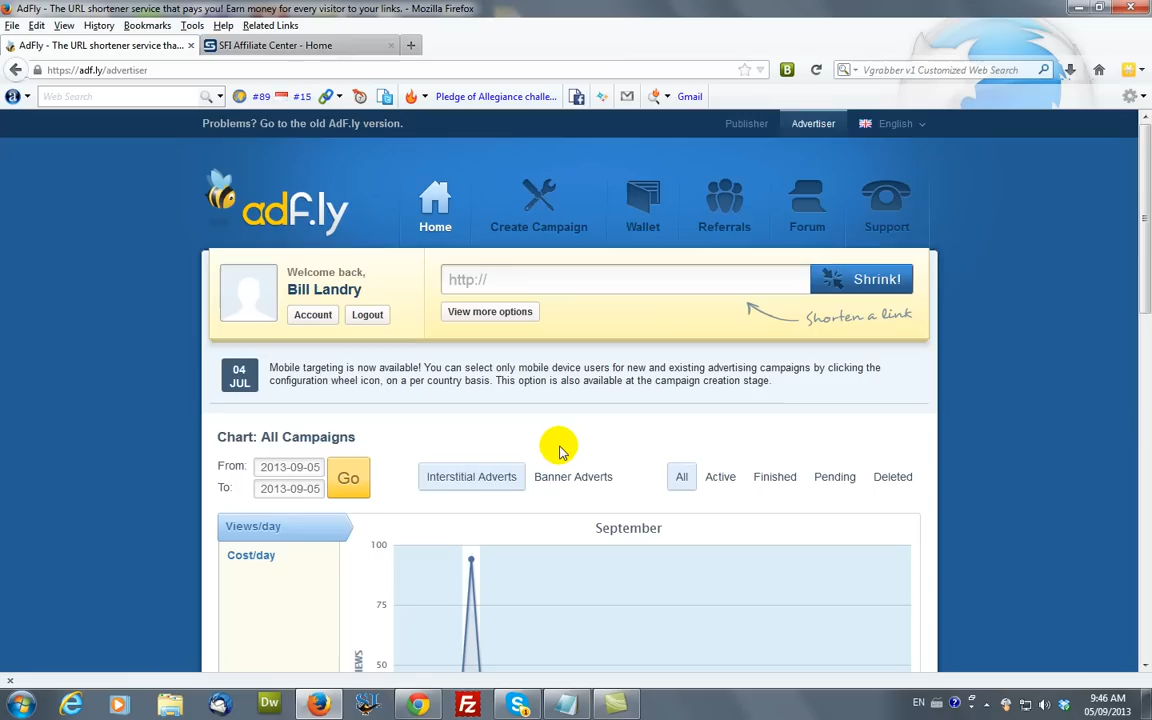 AdFly - The URL shortener service that pays you! Earn money for every visitor to your links. - Mozilla Firefox
File Edit View History Bookmarks Tools Help Related Links
AdFly - The URL shortener service tha... × SFI Affiliate Center - Home × +
https://adf.ly/advertiser
B
Vgrabber v1 Customized Web Search
a Web Search #89 #15 Pledge of Allegiance challe... Gmail
Problems? Go to the old AdF.ly version.
Publisher Advertiser English
adf.ly
Home Create Campaign Wallet Referrals Forum Support
Welcome back,
Bill Landry
Account Logout
http:// Shrink!
View more options
Shorten a link
04
JUL
Mobile targeting is now available! You can select only mobile device users for new and existing advertising campaigns by clicking the
configuration wheel icon, on a per country basis. This option is also available at the campaign creation stage.
Chart: All Campaigns
From: 2013-09-05
To: 2013-09-05
Go
Interstitial Adverts Banner Adverts
All Active Finished Pending Deleted
Views/day
Cost/day
September
100
75
50
VIEWS
×
Dw Fz S
EN 9:46 AM
05/09/2013